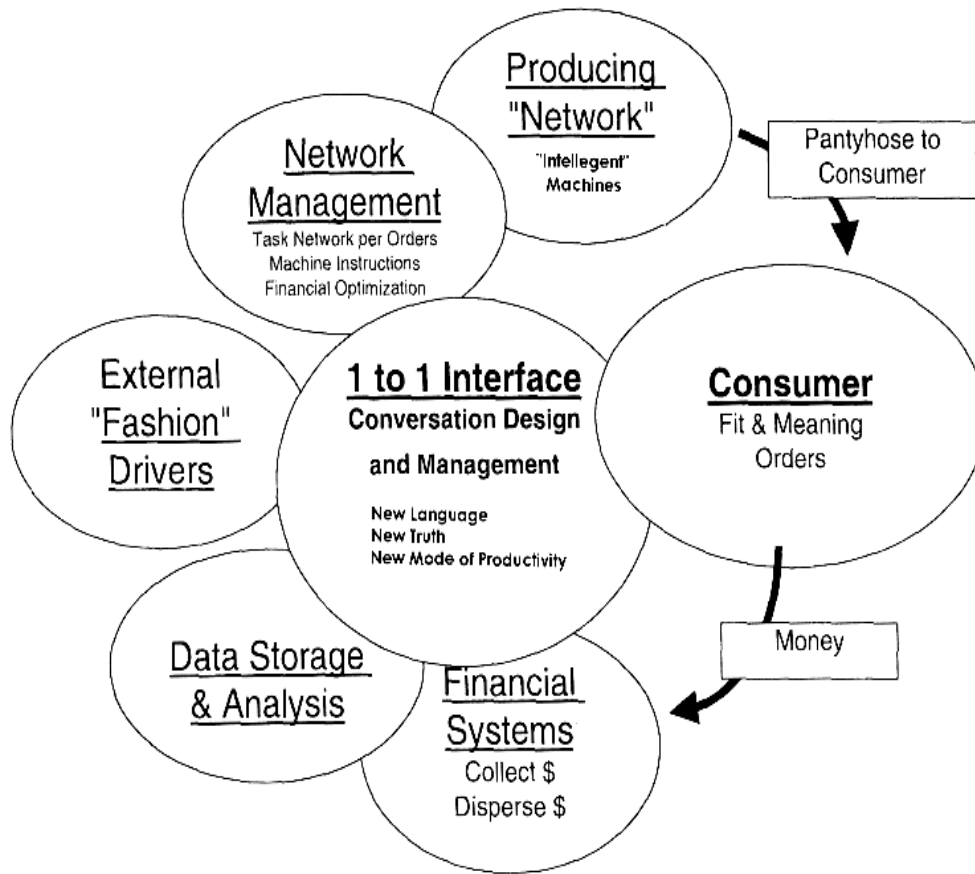 Producing
"Network"
"Intellegent"
Machines
Pantyhose to
Consumer
Network
Management
Task Network per Orders
Machine Instructions
Financial Optimization
External
"Fashion"
Drivers
1 to 1 Interface
Conversation Design
and Management
New Language
New Truth
New Mode of Productivity
Consumer
Fit & Meaning
Orders
Money
Data Storage
& Analysis
Financial
Systems
Collect $
Disperse $